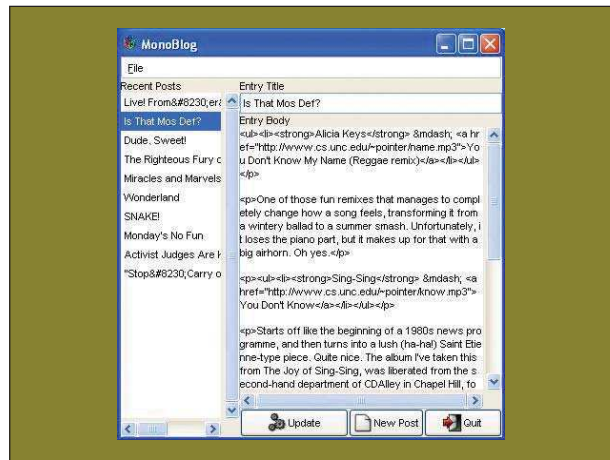 MonoBlog
File
Recent Posts
Live! From&#8230;er&
Is That Mos Def?
Dude, Sweet!
The Righteous Fury c
Miracles and Marvels
Wonderland
SNAKE!
Monday's No Fun
Activist Judges Are H
"Stop&#8230;Carry o
Entry Title
Is That Mos Def?
Entry Body
<ul><li><strong>Alicia Keys</strong> &mdash; <a hr
ef="http://www.cs.unc.edu/~pointer/name.mp3">Yo
u Don't Know My Name (Reggae remix)</a></li></ul>
</p>
<p>One of those fun remixes that manages to compl
etely change how a song feels, transforming it from
a wintery ballad to a summer smash. Unfortunately, i
t loses the piano part, but it makes up for that with a
big airhorn. Oh yes.</p>
<p><ul><li><strong>Sing-Sing</strong> &mdash; <a
href="http://www.cs.unc.edu/~pointer/know.mp3">
You Don't Know</a></li></ul></p>
<p>Starts off like the beginning of a 1980s news pro
gramme, and then turns into a lush (ha-ha!) Saint Etie
nne-type piece. Quite nice. The album I've taken this
from The Joy of Sing-Sing, was liberated from the s
econd-hand department of CDAlley in Chapel Hill, fo
Update
New Post
Quit